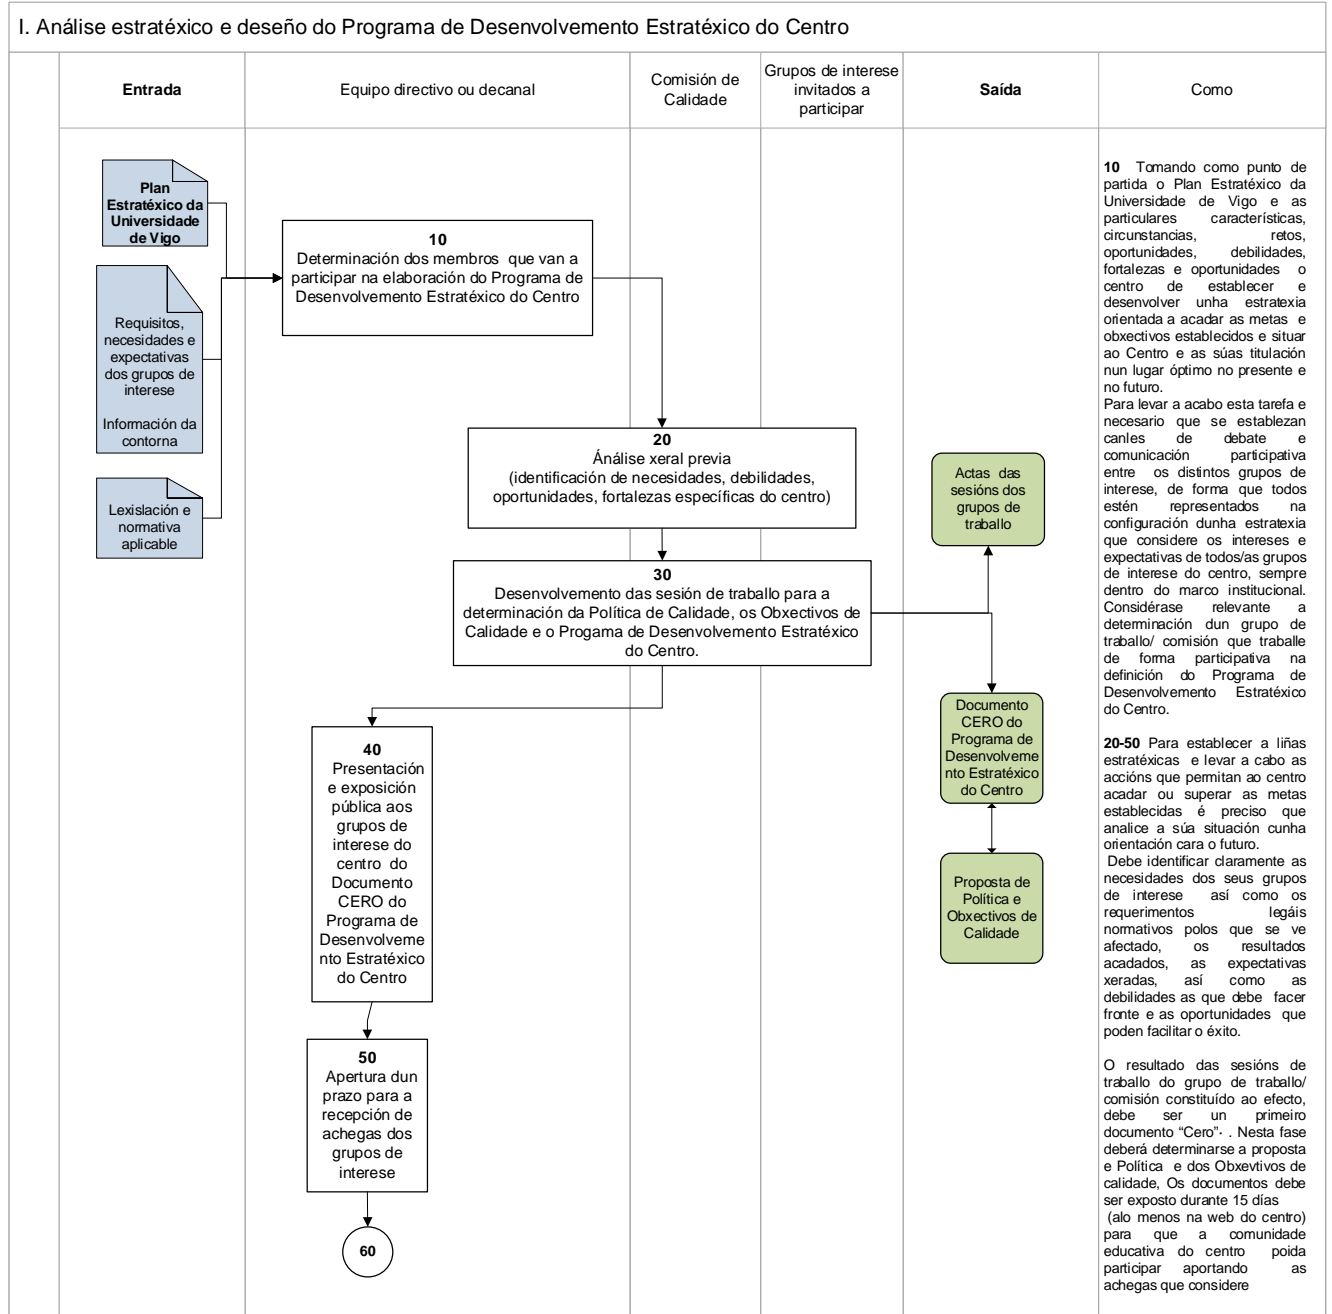 I. Análise estratéxico e deseño do Programa de Desenvolvemento Estratéxico do Centro
Entrada
Equipo directivo ou decanal
Comisión de
Calidade
Grupos de interese
invitados a
participar
Saída
Como
Plan
Estratéxico da
Universidade
de Vigo
Requisitos,
necesidades e
expectativas
dos grupos de
interese
Información da
contorna
Lexislación e
normativa
aplicable
10
Determinación dos membros que van a
participar na elaboración do Programa de
Desenvolvemento Estratéxico do Centro
20
Ánálise xeral previa
(identificación de necesidades, debilidades,
oportunidades, fortalezas específicas do centro)
30
Desenvolvemento das sesión de traballo para a
determinación da Política de Calidade, os Obxectivos de
Calidade e o Progama de Desenvolvemento Estratéxico
do Centro.
40
Presentación
e exposición
pública aos
grupos de
interese do
centro do
Documento
CERO do
Programa de
Desenvolveme
nto Estratéxico
do Centro
50
Apertura dun
prazo para a
recepción de
achegas dos
grupos de
interese
60
Actas das
sesións dos
grupos de
traballo
Documento
CERO do
Programa de
Desenvolveme
nto Estratéxico
do Centro
Proposta de
Política e
Obxectivos de
Calidade
10 Tomando como punto de
partida o Plan Estratéxico da
Universidade de Vigo e as
particulares características,
circunstancias, retos,
oportunidades, debilidades,
fortalezas e oportunidades o
centro de establecer e
desenvolver unha estratexia
orientada a acadar as metas e
obxectivos establecidos e situar
ao Centro e as súas titulación
nun lugar óptimo no presente e
no futuro.
Para levar a acabo esta tarefa e
necesario que se establezan
canles de debate e
comunicación participativa
entre os distintos grupos de
interese, de forma que todos
estén representados na
configuración dunha estratexia
que considere os intereses e
expectativas de todos/as grupos
de interese do centro, sempre
dentro do marco institucional.
Considérase relevante a
determinación dun grupo de
traballo/ comisión que traballe
de forma participativa na
definición do Programa de
Desenvolvemento Estratéxico
do Centro.
20-50 Para establecer a liñas
estratéxicas e levar a cabo as
accións que permitan ao centro
acadar ou superar as metas
establecidas é preciso que
analice a súa situación cunha
orientación cara o futuro.
Debe identificar claramente as
necesidades dos seus grupos
de interese así como os
requerimentos legáis
normativos polos que se ve
afectado, os resultados
acadados, as expectativas
xeradas, así como as
debilidades as que debe facer
fronte e as oportunidades que
poden facilitar o éxito.
O resultado das sesións de
traballo do grupo de traballo/
comisión constituído ao efecto,
debe ser un primeiro
documento “Cero”· . Nesta fase
deberá determinarse a proposta
e Política e dos Obxevtivos de
calidade, Os documentos debe
ser exposto durante 15 días
(alo menos na web do centro)
para que a comunidade
educativa do centro poida
participar aportando as
achegas que considere